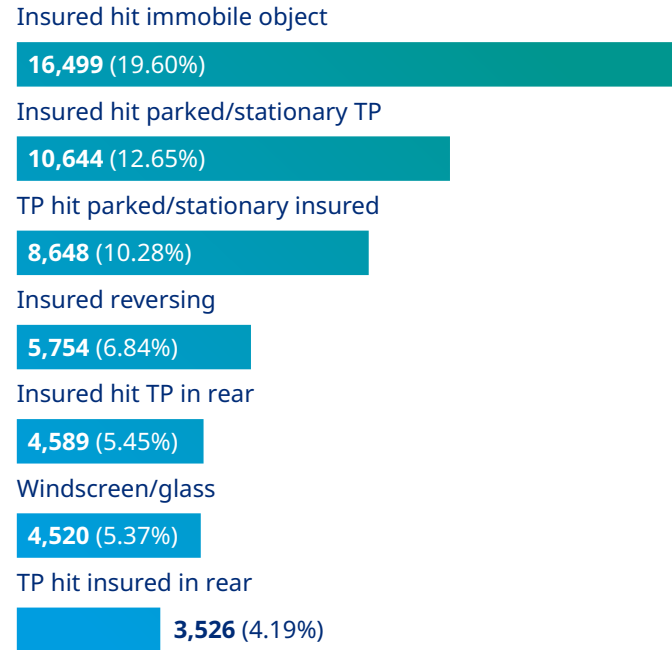 Insured hit immobile object
16,499 (19.60%)
Insured hit parked/stationary TP
10,644 (12.65%)
TP hit parked/stationary insured
8,648 (10.28%)
Insured reversing
5,754 (6.84%)
Insured hit TP in rear
4,589 (5.45%)
Windscreen/glass
4,520 (5.37%)
TP hit insured in rear
3,526 (4.19%)